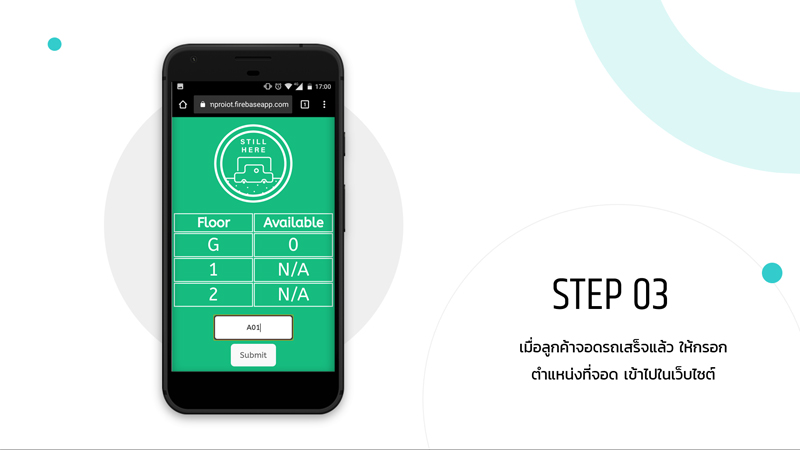 17:00
nproiot.firebaseapp.com
1
STILL
HERE
Floor Available
G 0
1 N/A
2 N/A
A01
Submit
STEP 03
เมื่อลูกค้าจอดรถเสร็จแล้ว ให้กรอก
ตำแหน่งที่จอด เข้าไปในเว็บไซต์